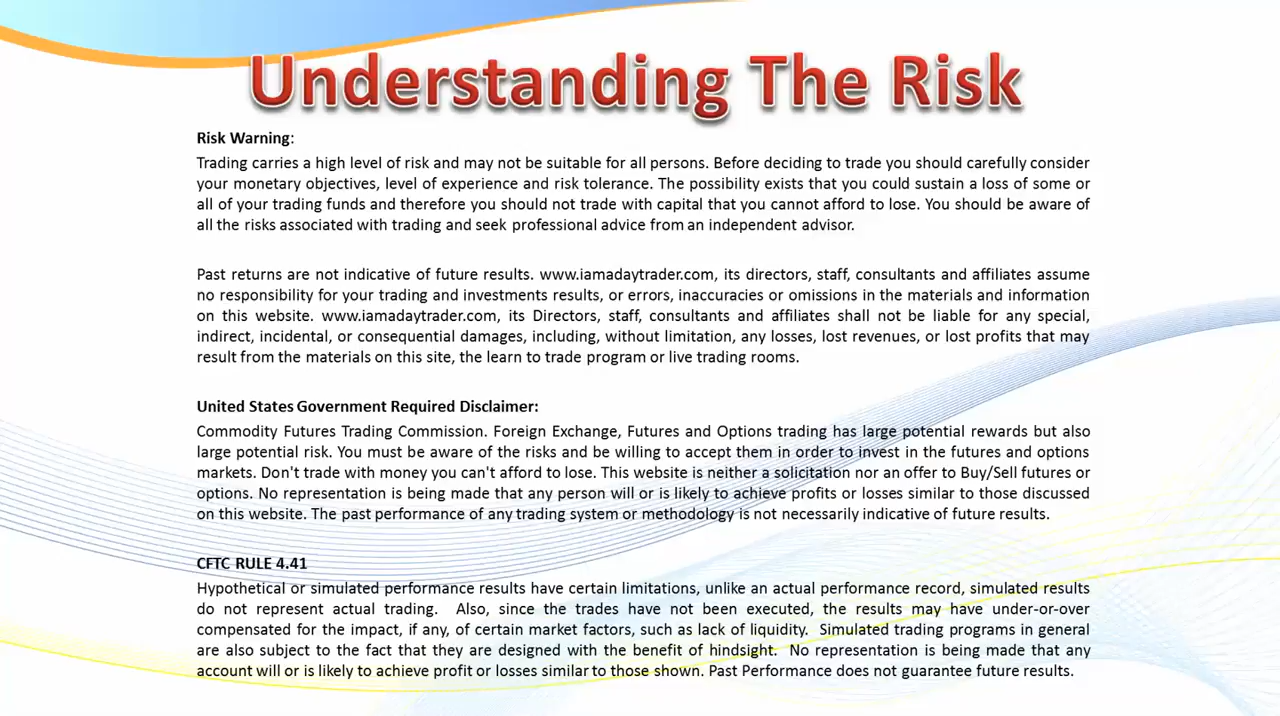 Understanding The Risk
Risk Warning:
Trading carries a high level of risk and may not be suitable for all persons. Before deciding to trade you should carefully consider
your monetary objectives, level of experience and risk tolerance. The possibility exists that you could sustain a loss of some or
all of your trading funds and therefore you should not trade with capital that you cannot afford to lose. You should be aware of
all the risks associated with trading and seek professional advice from an independent advisor.
Past returns are not indicative of future results. www.iamadaytrader.com, its directors, staff, consultants and affiliates assume
no responsibility for your trading and investments results, or errors, inaccuracies or omissions in the materials and information
on this website. www.iamadaytrader.com, its Directors, staff, consultants and affiliates shall not be liable for any special,
indirect, incidental, or consequential damages, including, without limitation, any losses, lost revenues, or lost profits that may
result from the materials on this site, the learn to trade program or live trading rooms.
United States Government Required Disclaimer:
Commodity Futures Trading Commission. Foreign Exchange, Futures and Options trading has large potential rewards but also
large potential risk. You must be aware of the risks and be willing to accept them in order to invest in the futures and options
markets. Don't trade with money you can't afford to lose. This website is neither a solicitation nor an offer to Buy/Sell futures or
options. No representation is being made that any person will or is likely to achieve profits or losses similar to those discussed
on this website. The past performance of any trading system or methodology is not necessarily indicative of future results.
CFTC RULE 4.41
Hypothetical or simulated performance results have certain limitations, unlike an actual performance record, simulated results
do not represent actual trading. Also, since the trades have not been executed, the results may have under-or-over
compensated for the impact, if any, of certain market factors, such as lack of liquidity. Simulated trading programs in general
are also subject to the fact that they are designed with the benefit of hindsight. No representation is being made that any
account will or is likely to achieve profit or losses similar to those shown. Past Performance does not guarantee future results.